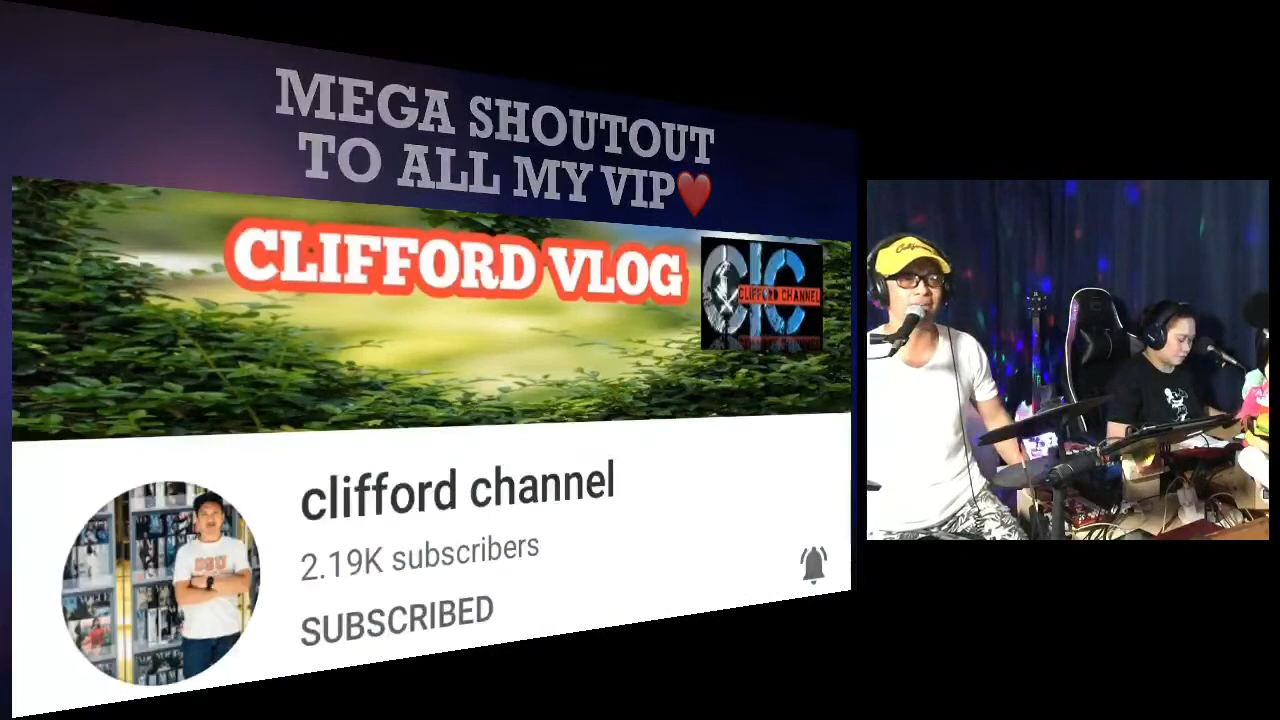 MEGA SHOUTOUT
TO ALL MY VIP❤️
CLIFFORD VLOG
CLIFFORD CHANNEL
clifford channel
2.19K subscribers
SUBSCRIBED